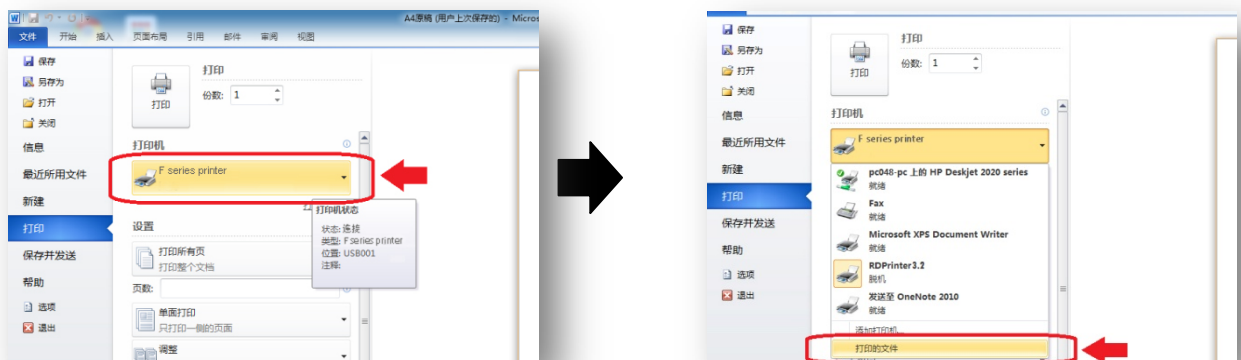 A4原稿 (用户上次保存的) - Micros
文件 开始 插入 页面布局 引用 邮件 审阅 视图
保存
另存为
打开
关闭
信息
最近所用文件
新建
打印
保存并发送
帮助
选项
退出
打印
打印
份数: 1
打印机
F series printer
打印机状态
状态: 连接
类型: F series printer
位置: USB001
注释:
设置
打印所有页
打印整个文档
页数:
单面打印
只打印一侧的页面
调整
保存
另存为
打开
关闭
信息
最近所用文件
新建
打印
保存并发送
帮助
选项
退出
打印
打印
份数: 1
打印机
F series printer
pc048-pc 上的 HP Deskjet 2020 series
就绪
Fax
就绪
Microsoft XPS Document Writer
就绪
RDPrinter3.2
脱机
发送至 OneNote 2010
就绪
添加打印机...
打印的文件